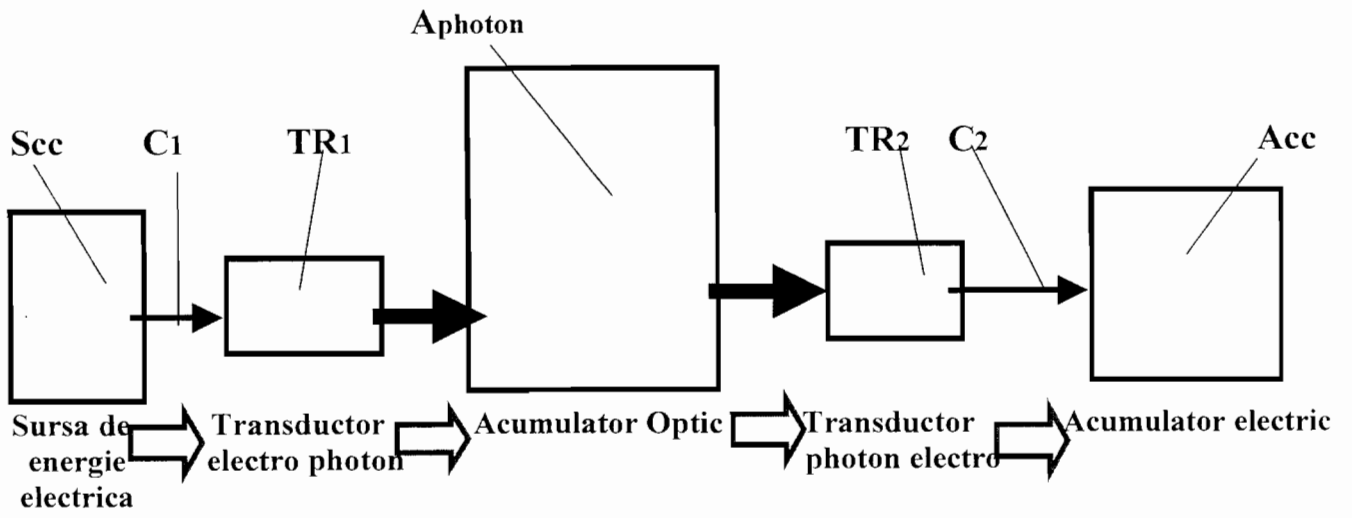 Aphoton
Scc
C1
TR1
TR2
C2
Acc
Sursa de
energie
electrica
Transductor
electro photon
Acumulator Optic
Transductor
photon electro
Acumulator electric